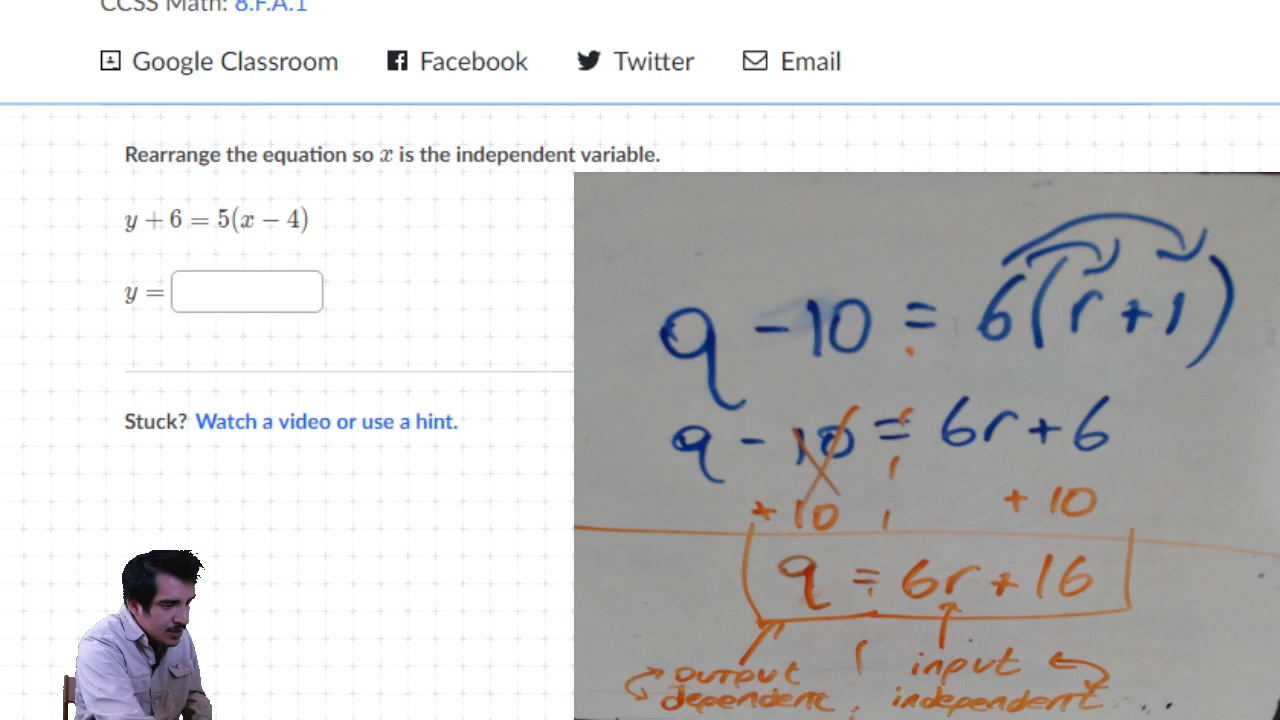 CCSS Math: 8.F.A.1
Google Classroom Facebook Twitter Email
Rearrange the equation so x is the independent variable.
y + 6 = 5(x − 4)
y =
Stuck? Watch a video or use a hint.
q - 10 = 6(r + 1)
q - 10 = 6r + 6
+ 10 + 10
q = 6r + 16
output input
dependent independent